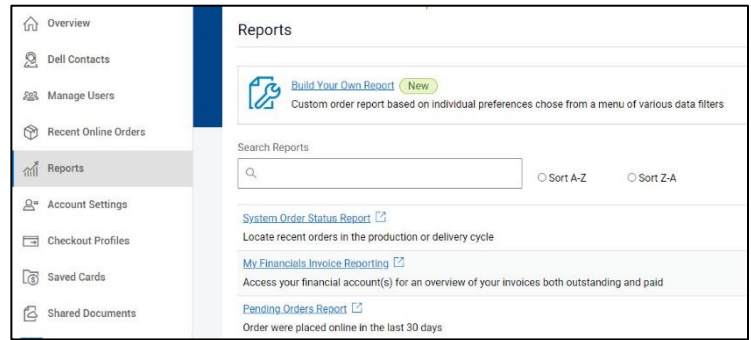 Overview
Dell Contacts
Manage Users
Recent Online Orders
Reports
Account Settings
Checkout Profiles
Saved Cards
Shared Documents
Reports
Build Your Own Report New
Custom order report based on individual preferences chose from a menu of various data filters
Search Reports
Sort A-Z Sort Z-A
System Order Status Report
Locate recent orders in the production or delivery cycle
My Financials Invoice Reporting
Access your financial account(s) for an overview of your invoices both outstanding and paid
Pending Orders Report
Order were placed online in the last 30 days